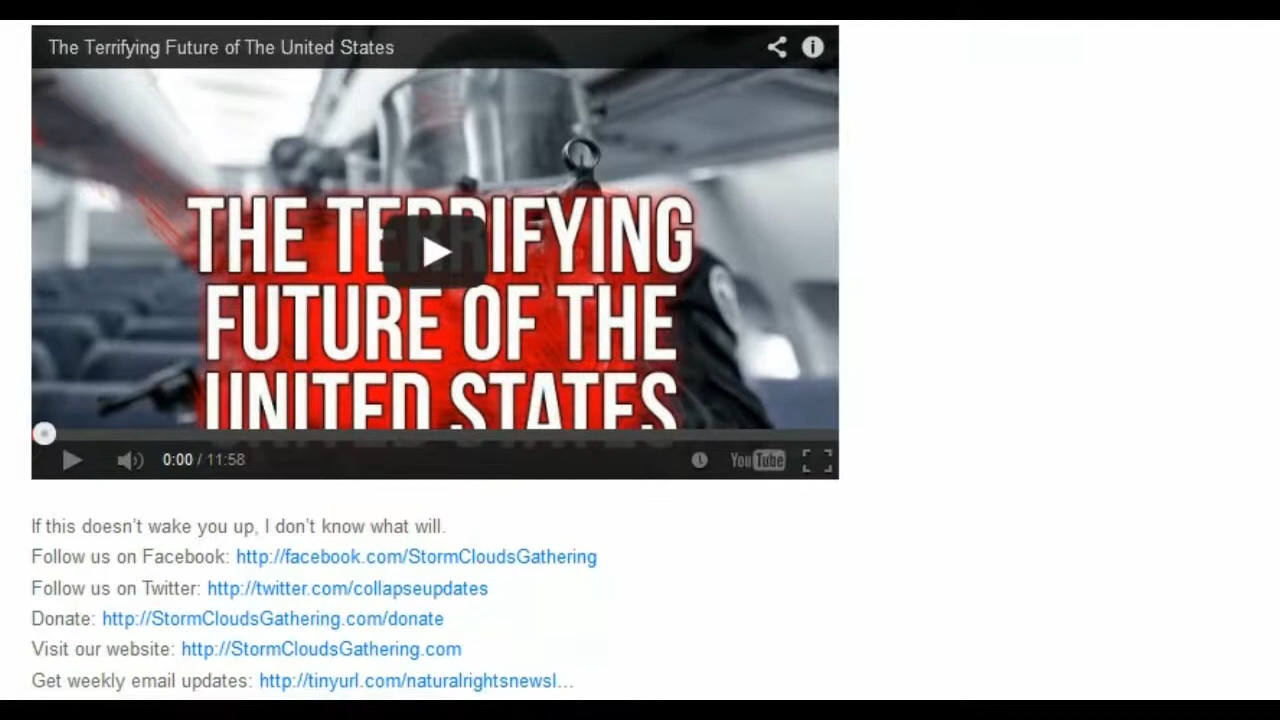 The Terrifying Future of The United States
THE TERRIFYING
FUTURE OF THE
UNITED STATES
0:00 / 11:58
YouTube
If this doesn't wake you up, I don't know what will.
Follow us on Facebook: http://facebook.com/StormCloudsGathering
Follow us on Twitter: http://twitter.com/collapseupdates
Donate: http://StormCloudsGathering.com/donate
Visit our website: http://StormCloudsGathering.com
Get weekly email updates: http://tinyurl.com/naturalrightsnewsl...